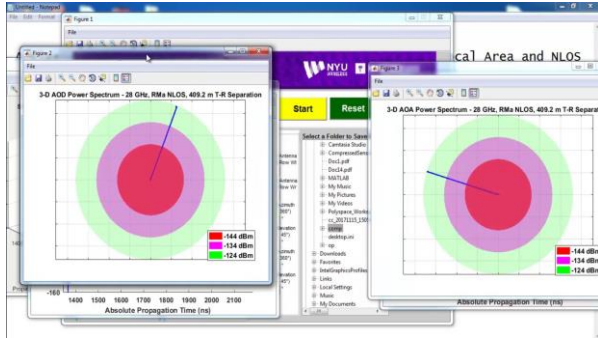 Untitled - Notepad
File Edit Format
Figure 1
File
cal Area and NLOS
NYU
WIRELESS
Figure 2
File
3-D AOD Power Spectrum - 28 GHz, RMa NLOS, 409.2 m T-R Separation
-144 dBm
-134 dBm
-124 dBm
Start
Reset
Select a Folder to Save
Camtasia Studio
Doc1.pdf
Doc14.pdf
MATLAB
My Music
My Pictures
My Videos
comp
desktop.ini
xp
Downloads
Favorites
IntelGraphicsProfiles
Links
Local Settings
Music
My Documents
Figure 3
File
3-D AOA Power Spectrum - 28 GHz, RMa NLOS, 409.2 m T-R Separat
-144 dBm
-134 dBm
-124 dBm
-160
1400 1500 1600 1700 1800 1900 2000 2100
Absolute Propagation Time (ns)
Absolute Propagation Time (ns)